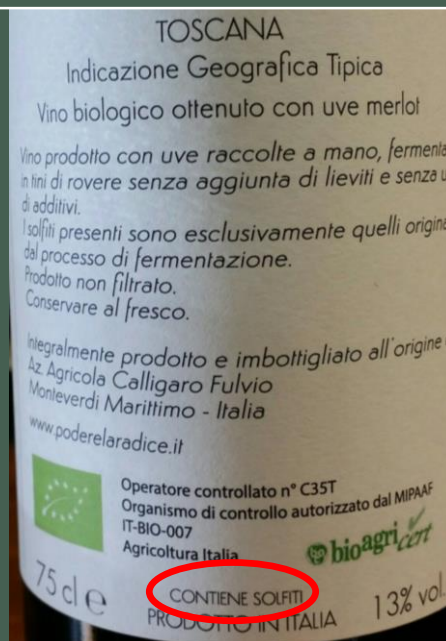 TOSCANA
Indicazione Geografica Tipica
Vino biologico ottenuto con uve merlot
Vino prodotto con uve raccolte a mano,
in tini di rovere senza aggiunta di lieviti e senza
di additivi.
I solfiti presenti sono esclusivamente quelli
dal processo di fermentazione.
Prodotto non filtrato.
Conservare al fresco.
Integralmente prodotto e imbottigliato all'origine
Az. Agricola Calligaro Fulvio
Monteverdi Marittimo - Italia
www.poderelaradice.it
Operatore controllato n° C35T
Organismo di controllo autorizzato dal MIPAAF
IT-BIO-007
Agricoltura Italia
bioagricert
75 cl e
CONTIENE SOLFITI
PRODOTTO IN ITALIA
13% vol.